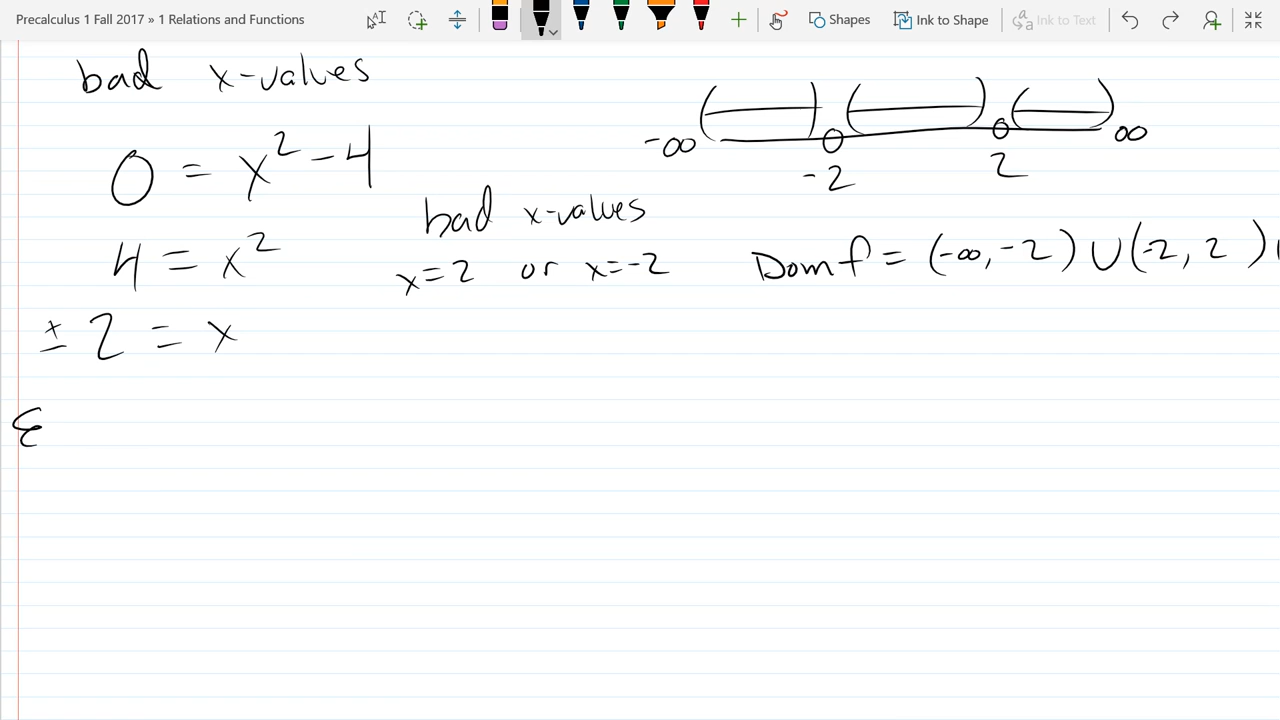 Precalculus 1 Fall 2017 » 1 Relations and Functions
Shapes
Ink to Shape
Ink to Text
bad x-values
0 = x² - 4
4 = x²
± 2 = x
bad x-values
x = 2 or x = -2
-∞ -2 2 ∞
Dom f = (-∞, -2) ∪ (-2, 2)